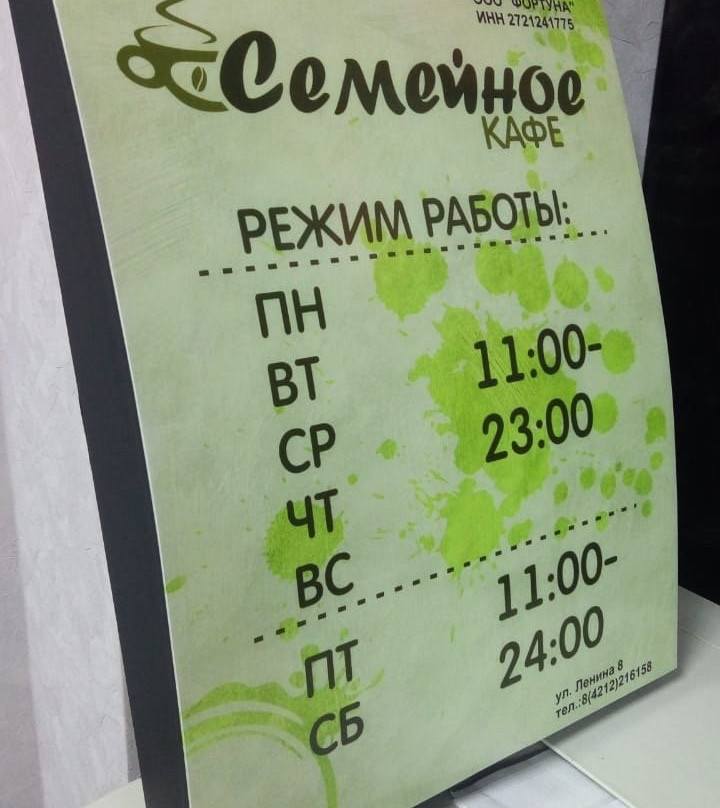 ООО "ФОРТУНА"
ИНН 2721241775
Семейное
КАФЕ
РЕЖИМ РАБОТЫ:
ПН
ВТ
СР
ЧТ
ВС
11:00-
23:00
ПТ
СБ
11:00-
24:00
ул. Ленина 8
тел.:8(4212)216158